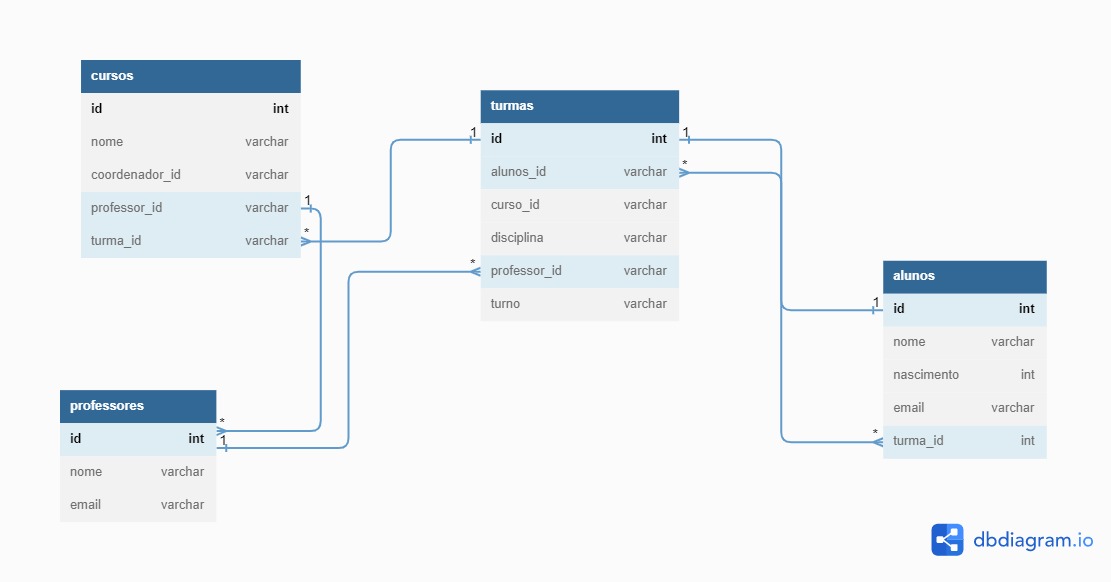 cursos
id int
nome varchar
coordenador_id varchar
professor_id varchar
turma_id varchar
1
*
turmas
id int
alunos_id varchar
curso_id varchar
disciplina varchar
professor_id varchar
turno varchar
1
*
1
*
professores
id int
nome varchar
email varchar
*
1
alunos
id int
nome varchar
nascimento int
email varchar
turma_id int
1
*
dbdiagram.io